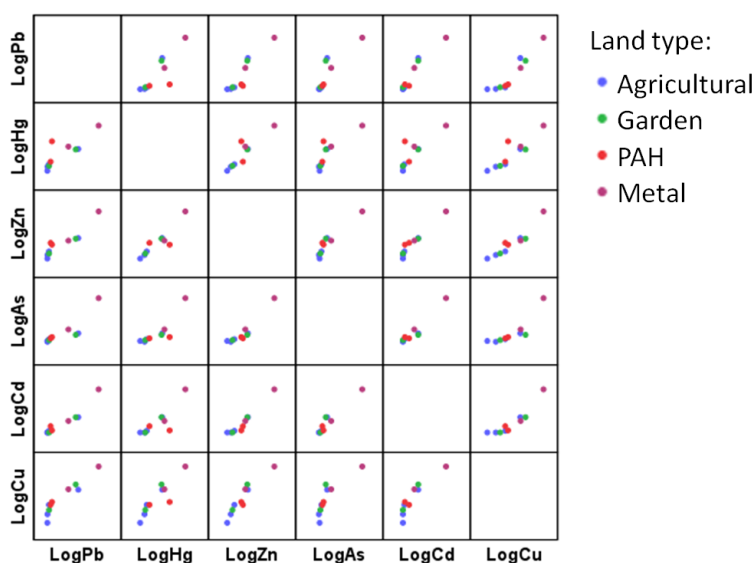 Land type:
Agricultural
Garden
PAH
Metal
LogPb
LogHg
LogZn
LogAs
LogCd
LogCu
LogPb LogHg LogZn LogAs LogCd LogCu